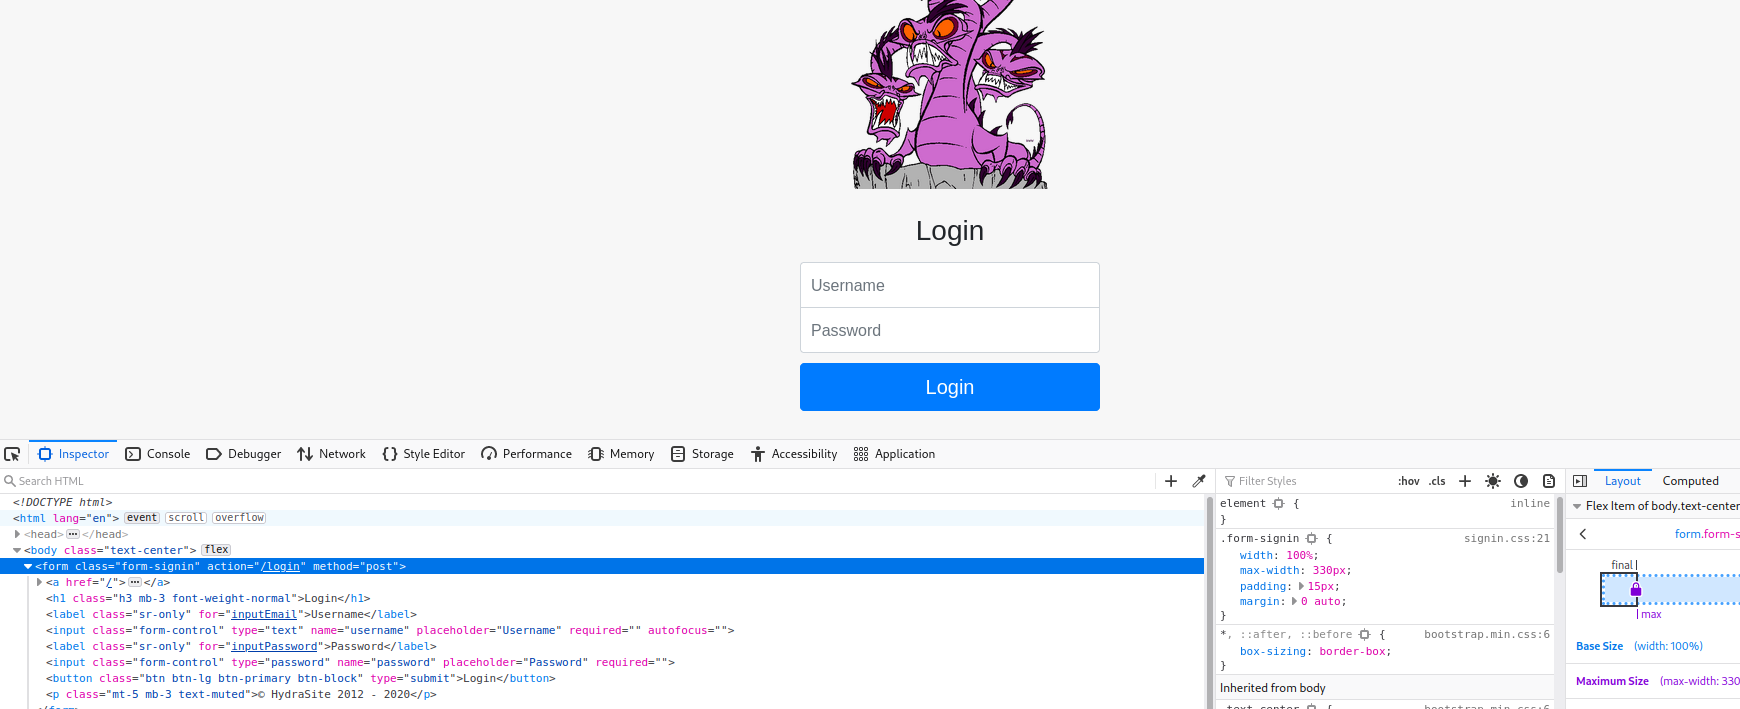 Login
Username
Password
Login
Inspector Console Debugger Network Style Editor Performance Memory Storage Accessibility Application
Search HTML
<!DOCTYPE html>
<html lang="en"> event scroll overflow
<head> ••• </head>
<body class="text-center"> flex
<form class="form-signin" action="/login" method="post">
<a href="/"> ••• </a>
<h1 class="h3 mb-3 font-weight-normal">Login</h1>
<label class="sr-only" for="inputEmail">Username</label>
<input class="form-control" type="text" name="username" placeholder="Username" required="" autofocus="">
<label class="sr-only" for="inputPassword">Password</label>
<input class="form-control" type="password" name="password" placeholder="Password" required="">
<button class="btn btn-lg btn-primary btn-block" type="submit">Login</button>
<p class="mt-5 mb-3 text-muted">© HydraSite 2012 - 2020</p>
</form>
Filter Styles :hov .cls
element { inline
}
.form-signin { signin.css:21
width: 100%;
max-width: 330px;
padding: 15px;
margin: 0 auto;
}
*, ::after, ::before { bootstrap.min.css:6
box-sizing: border-box;
}
Inherited from body
.text-center { bootstrap.min.css:6
Layout Computed
Flex Item of body.text-center
form.form-s
final
max
Base Size (width: 100%)
Maximum Size (max-width: 330